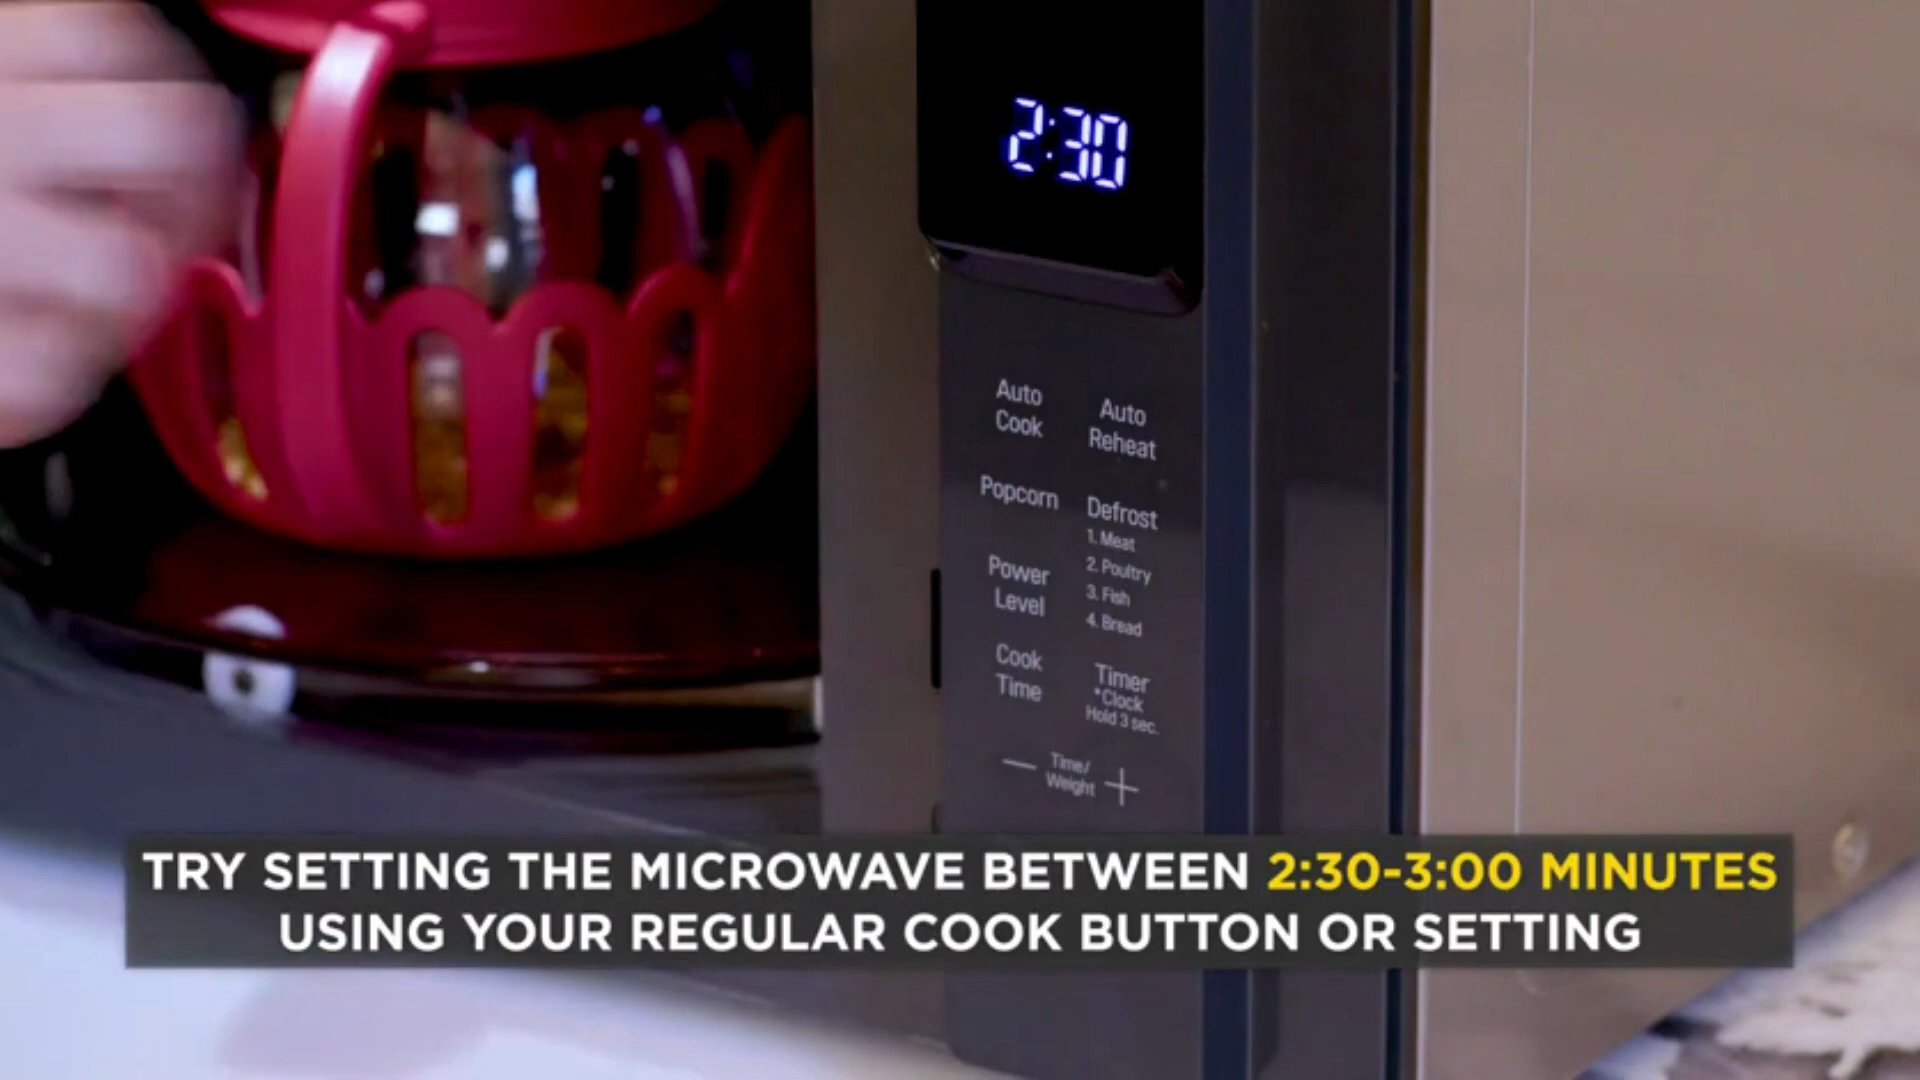 2:30
Auto
Cook
Auto
Reheat
Popcorn
Defrost
1. Meat
2. Poultry
3. Fish
4. Bread
Power
Level
Cook
Time
Timer
*Clock
Hold 3 sec.
— Time/
Weight +
TRY SETTING THE MICROWAVE BETWEEN 2:30-3:00 MINUTES
USING YOUR REGULAR COOK BUTTON OR SETTING